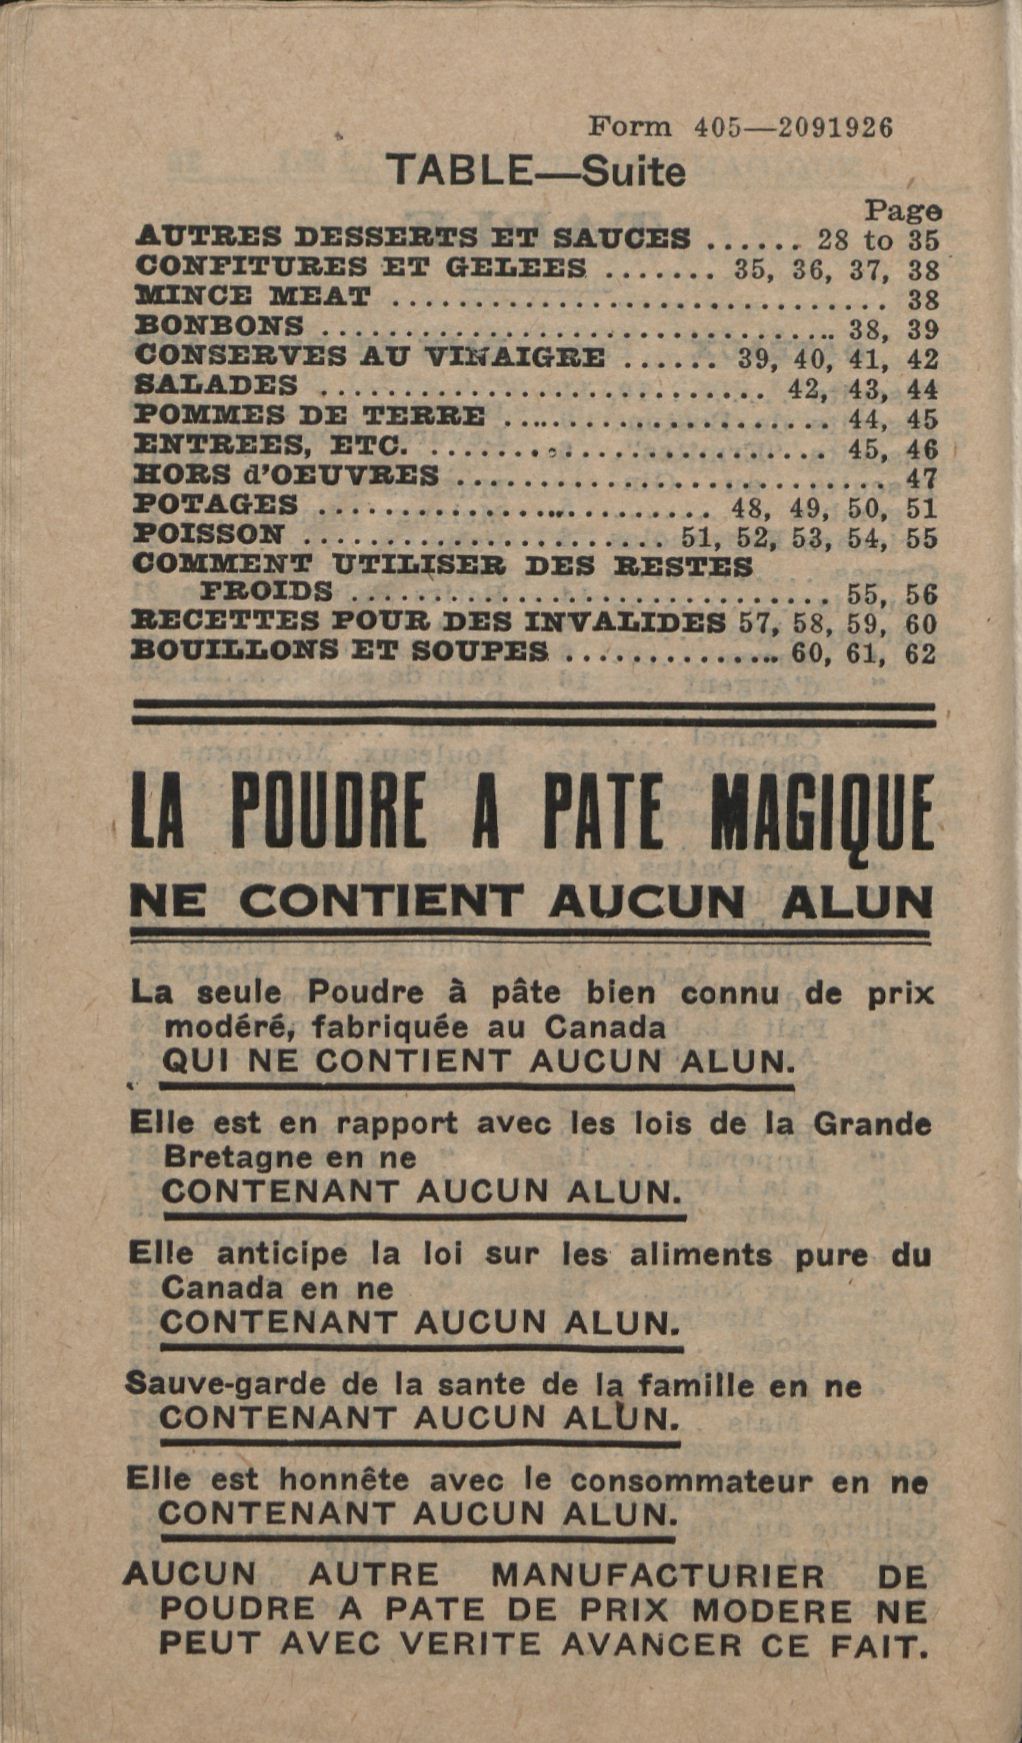 Form 405—2091926
TABLE—Suite
Page
AUTRES DESSERTS ET SAUCES ...... 28 to 35
CONFITURES ET GELEES ....... 35, 36, 37, 38
MINCE MEAT .............................. 38
BONBONS ............................... 38, 39
CONSERVES AU VINAIGRE ...... 39, 40, 41, 42
SALADES ........................... 42, 43, 44
POMMES DE TERRE .................... 44, 45
ENTREES, ETC. ........................ 45, 46
HORS d'OEUVRES .......................... 47
POTAGES ........................ 48, 49, 50, 51
POISSON ...................... 51, 52, 53, 54, 55
COMMENT UTILISER DES RESTES
FROIDS ............................. 55, 56
RECETTES POUR DES INVALIDES 57, 58, 59, 60
BOUILLONS ET SOUPES .............. 60, 61, 62
LA POUDRE A PATE MAGIQUE
NE CONTIENT AUCUN ALUN
La seule Poudre à pâte bien connu de prix
modéré, fabriquée au Canada
QUI NE CONTIENT AUCUN ALUN.
Elle est en rapport avec les lois de la Grande
Bretagne en ne
CONTENANT AUCUN ALUN.
Elle anticipe la loi sur les aliments pure du
Canada en ne
CONTENANT AUCUN ALUN.
Sauve-garde de la sante de la famille en ne
CONTENANT AUCUN ALUN.
Elle est honnête avec le consommateur en ne
CONTENANT AUCUN ALUN.
AUCUN AUTRE MANUFACTURIER DE
POUDRE A PATE DE PRIX MODERE NE
PEUT AVEC VERITE AVANCER CE FAIT.